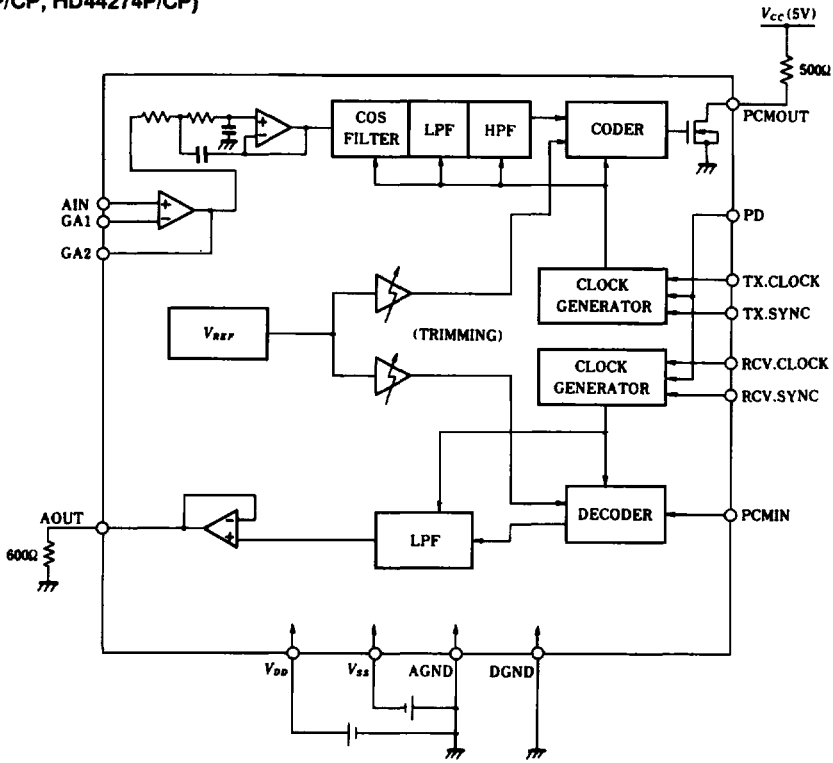 P/CP, HD44274P/CP)
VCC (5V)
500Ω
PCMOUT
COS FILTER
LPF
HPF
CODER
AIN
GA1
GA2
PD
CLOCK GENERATOR
TX.CLOCK
TX.SYNC
VREF
(TRIMMING)
CLOCK GENERATOR
RCV.CLOCK
RCV.SYNC
AOUT
600Ω
LPF
DECODER
PCMIN
VDD
VSS
AGND
DGND